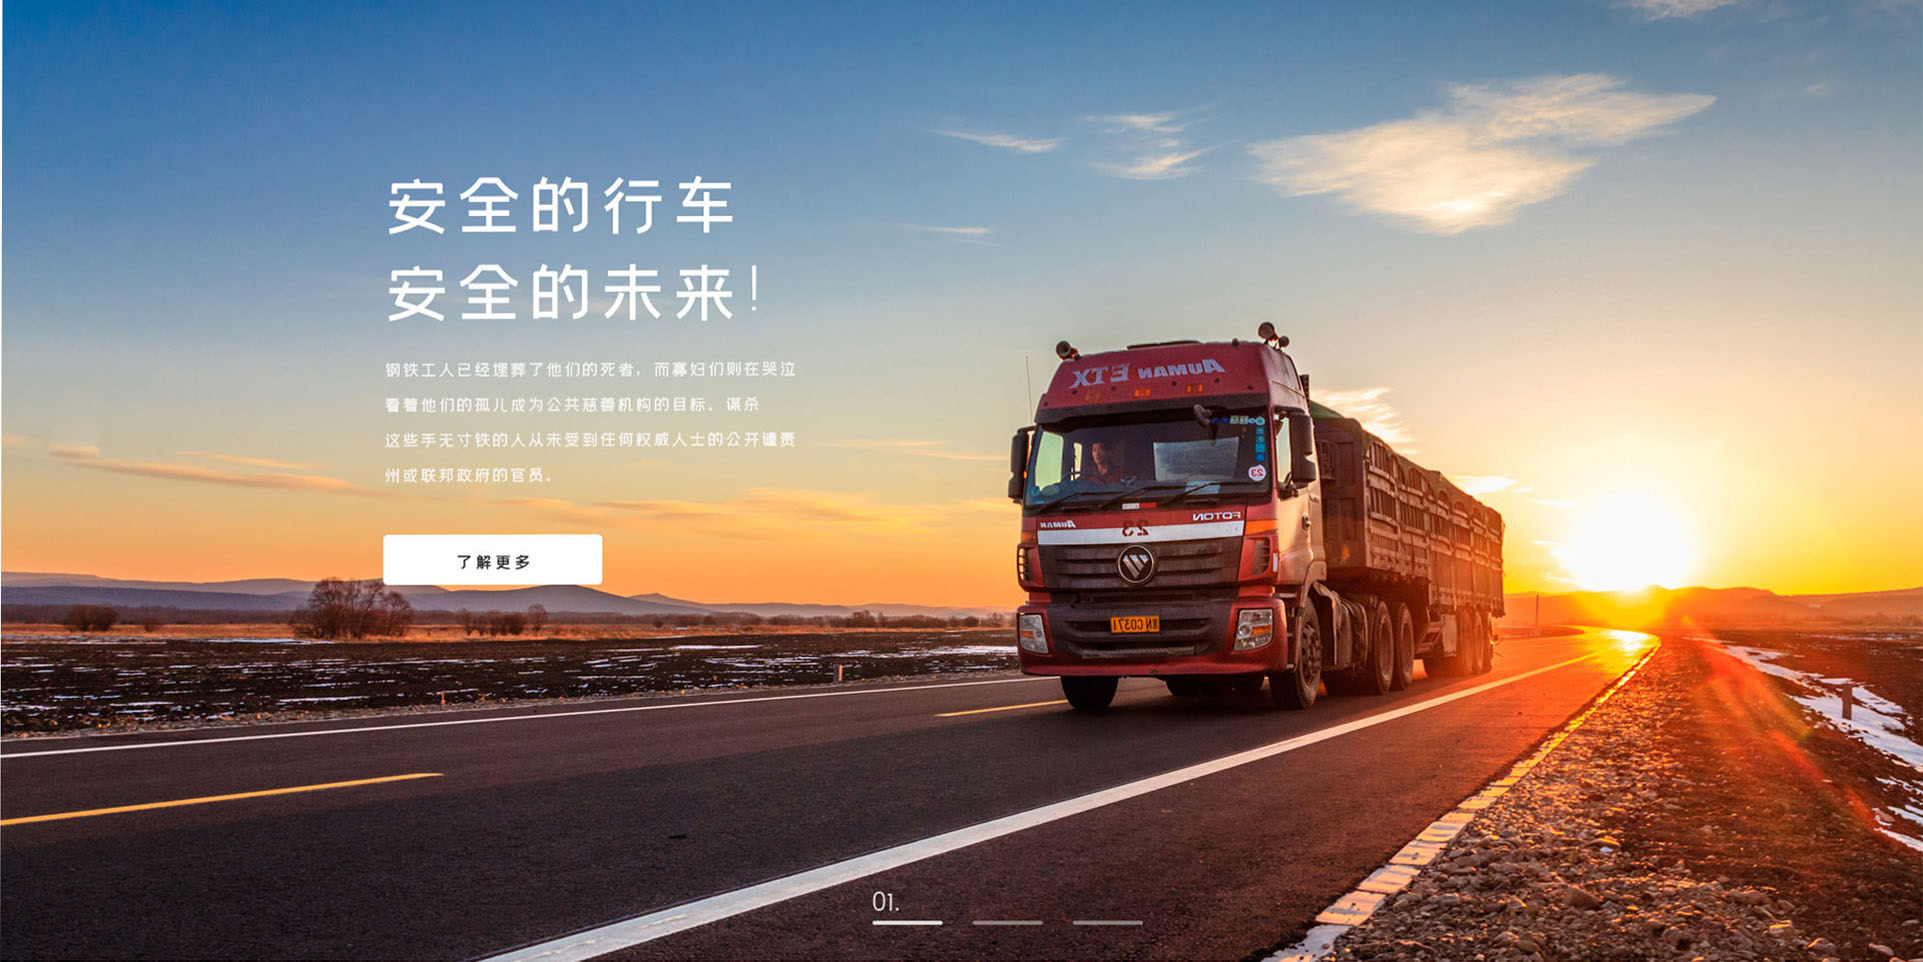 安全的行车
安全的未来!
钢铁工人已经埋葬了他们的死者，而寡妇们则在哭泣
看着他们的孤儿成为公共慈善机构的目标。谋杀
这些手无寸铁的人从未受到任何权威人士的公开谴责
州或联邦政府的官员。
了解更多
AUMAN ETX
23
AUMAN
23
FOTON
C0371
01.